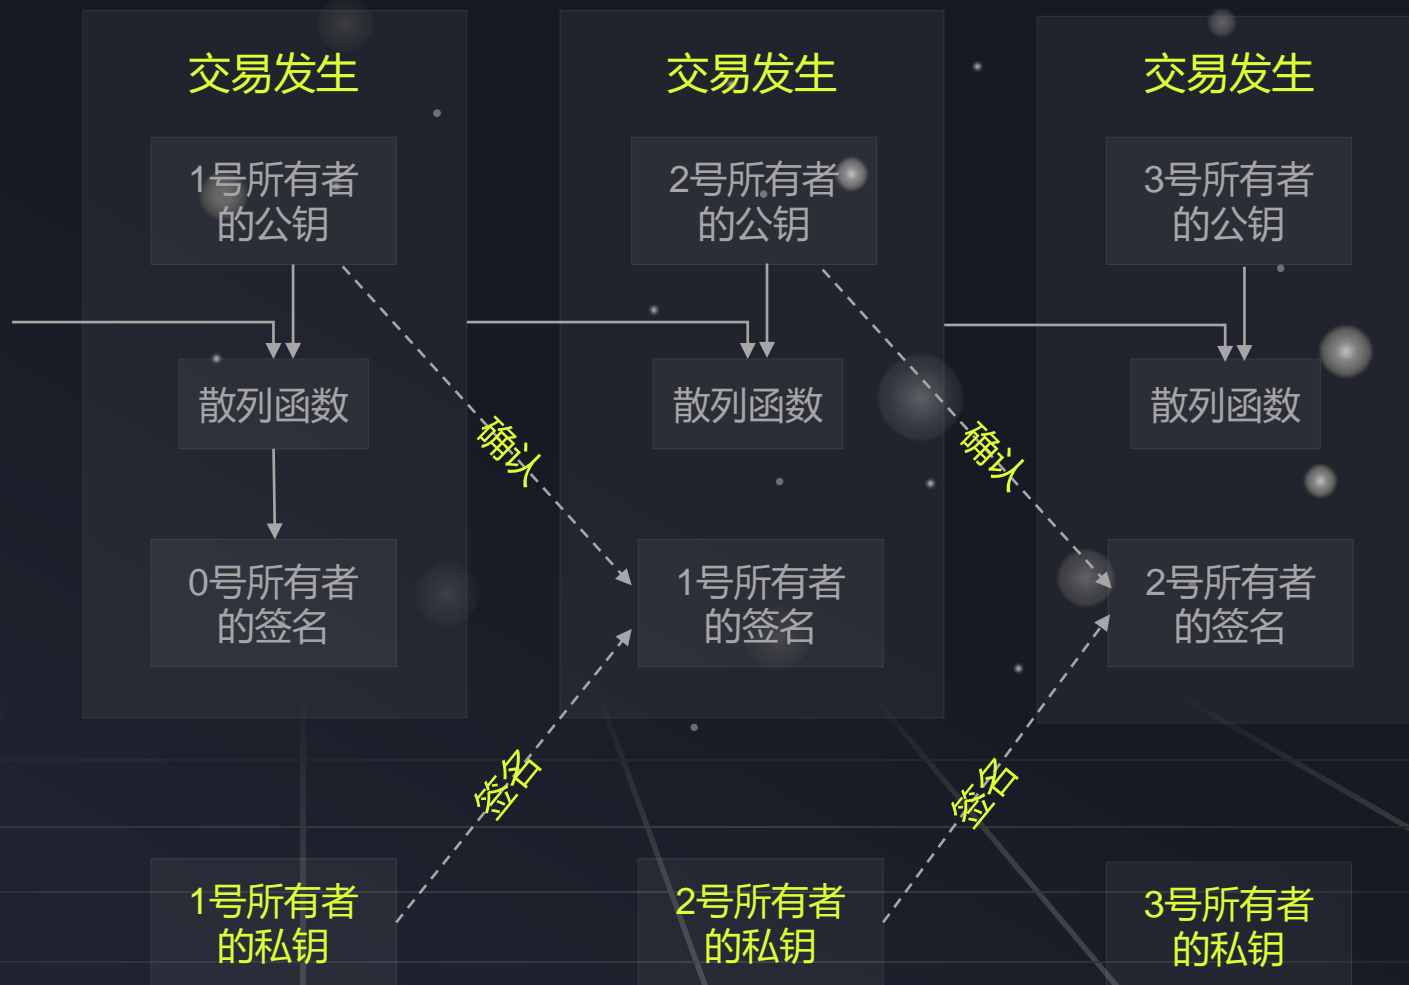 交易发生
交易发生
交易发生
1号所有者
的公钥
2号所有者
的公钥
3号所有者
的公钥
散列函数
散列函数
散列函数
确认
确认
0号所有者
的签名
1号所有者
的签名
2号所有者
的签名
签名
签名
1号所有者
的私钥
2号所有者
的私钥
3号所有者
的私钥